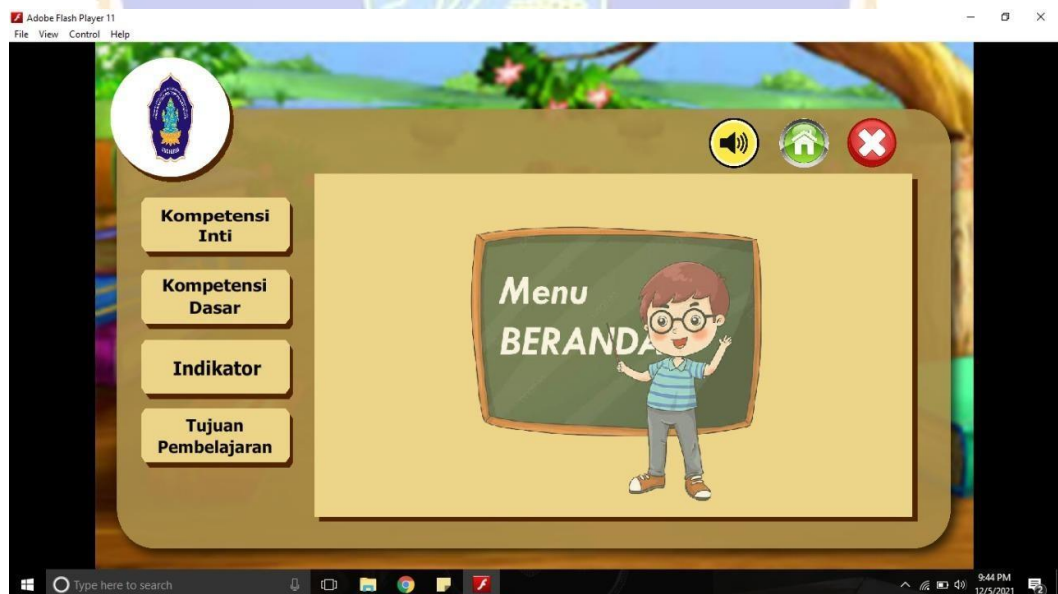 Adobe Flash Player 11
File View Control Help
Kompetensi
Inti
Kompetensi
Dasar
Indikator
Tujuan
Pembelajaran
Menu
BERANDA
Type here to search
9:44 PM
12/5/2021
2